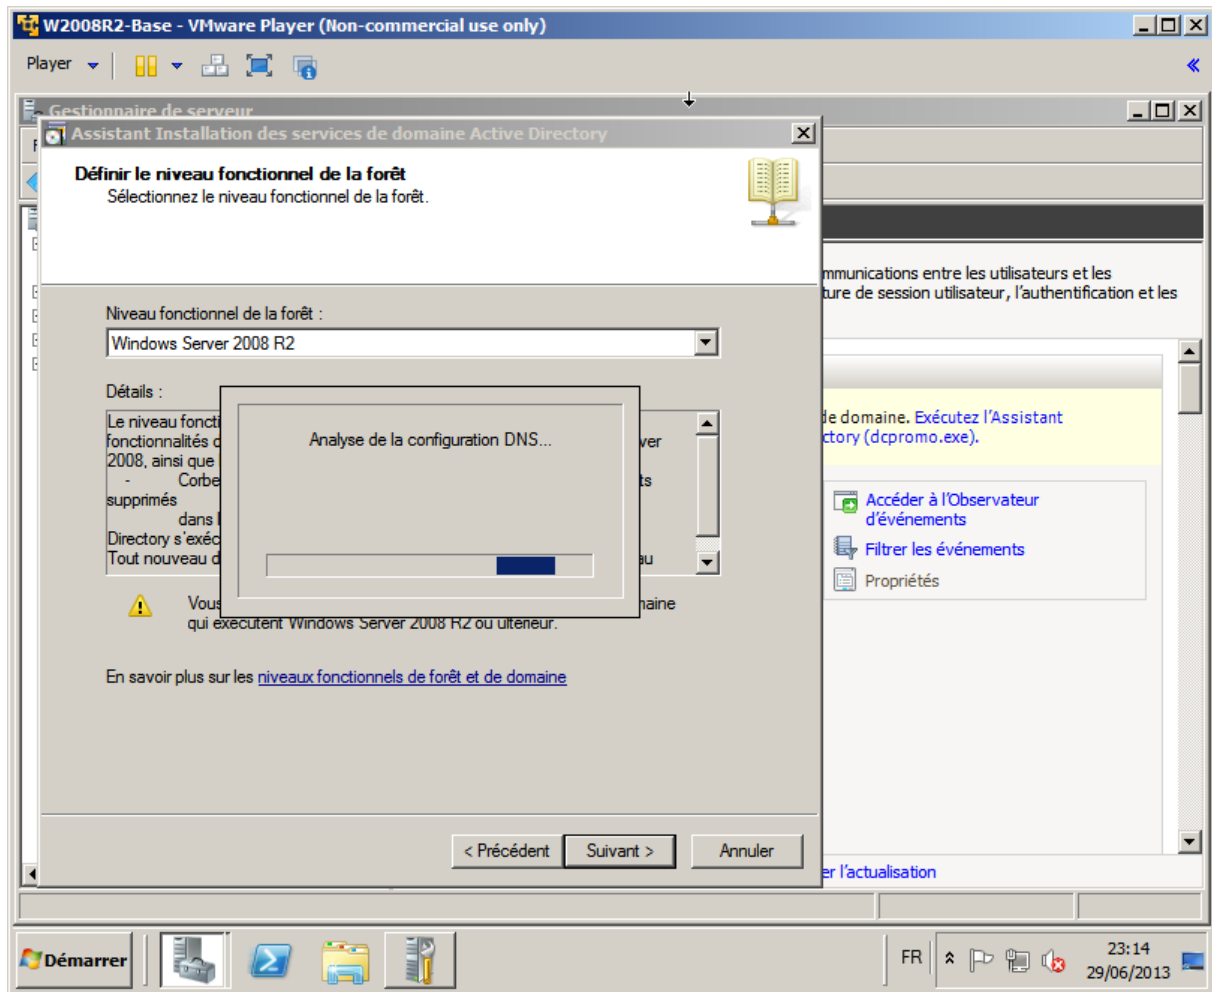 W2008R2-Base - VMware Player (Non-commercial use only)
Player
Gestionnaire de serveur
Assistant Installation des services de domaine Active Directory
Définir le niveau fonctionnel de la forêt
Sélectionnez le niveau fonctionnel de la forêt.
mmunications entre les utilisateurs et les
ture de session utilisateur, l'authentification et les
Niveau fonctionnel de la forêt :
Windows Server 2008 R2
Détails :
Le niveau foncti
fonctionnalités d
ver
2008, ainsi que l
- Corbe
ts
supprimés
dans l
Directory s'exéc
Tout nouveau d
au
Analyse de la configuration DNS...
Vous
naine
qui exécutent Windows Server 2008 R2 ou ultérieur.
En savoir plus sur les niveaux fonctionnels de forêt et de domaine
< Précédent
Suivant >
Annuler
de domaine. Exécutez l'Assistant
ctory (dcpromo.exe).
Accéder à l'Observateur
d'événements
Filtrer les événements
Propriétés
er l'actualisation
Démarrer
FR
23:14
29/06/2013